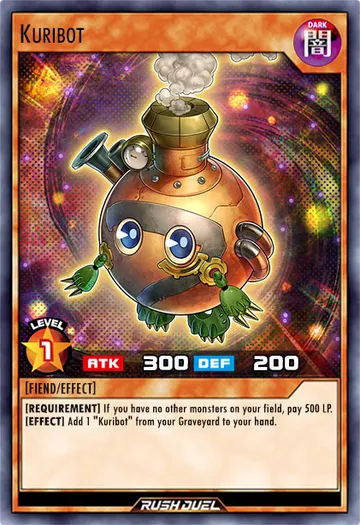 KURIBOT
DARK
闇
LEVEL
1
ATK 300 DEF 200
[FIEND/EFFECT]
[REQUIREMENT] If you have no other monsters on your field, pay 500 LP.
[EFFECT] Add 1 "Kuribot" from your Graveyard to your hand.
RUSH DUEL